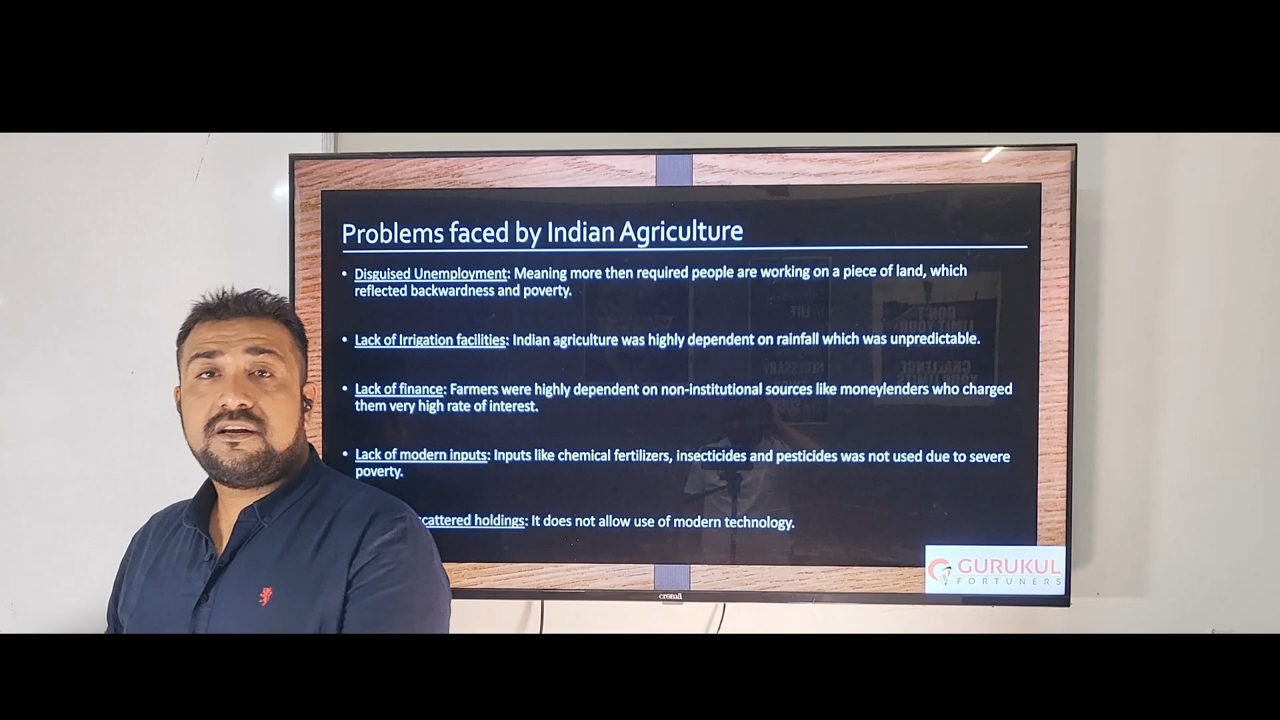 Problems faced by Indian Agriculture
• Disguised Unemployment: Meaning more then required people are working on a piece of land, which
reflected backwardness and poverty.
• Lack of Irrigation facilities: Indian agriculture was highly dependent on rainfall which was unpredictable.
• Lack of finance: Farmers were highly dependent on non-institutional sources like moneylenders who charged
them very high rate of interest.
• Lack of modern inputs: Inputs like chemical fertilizers, insecticides and pesticides was not used due to severe
poverty.
holdings: It does not allow use of modern technology.
GURUKUL
FORTUNERS
croma